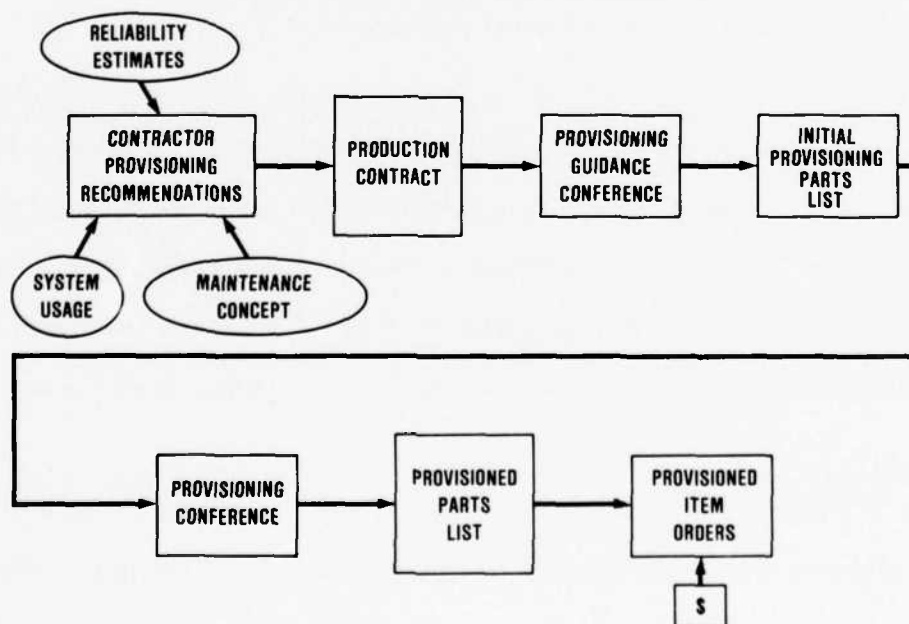 RELIABILITY
ESTIMATES
CONTRACTOR
PROVISIONING
RECOMMENDATIONS
PRODUCTION
CONTRACT
PROVISIONING
GUIDANCE
CONFERENCE
INITIAL
PROVISIONING
PARTS
LIST
SYSTEM
USAGE
MAINTENANCE
CONCEPT
PROVISIONING
CONFERENCE
PROVISIONED
PARTS
LIST
PROVISIONED
ITEM
ORDERS
$